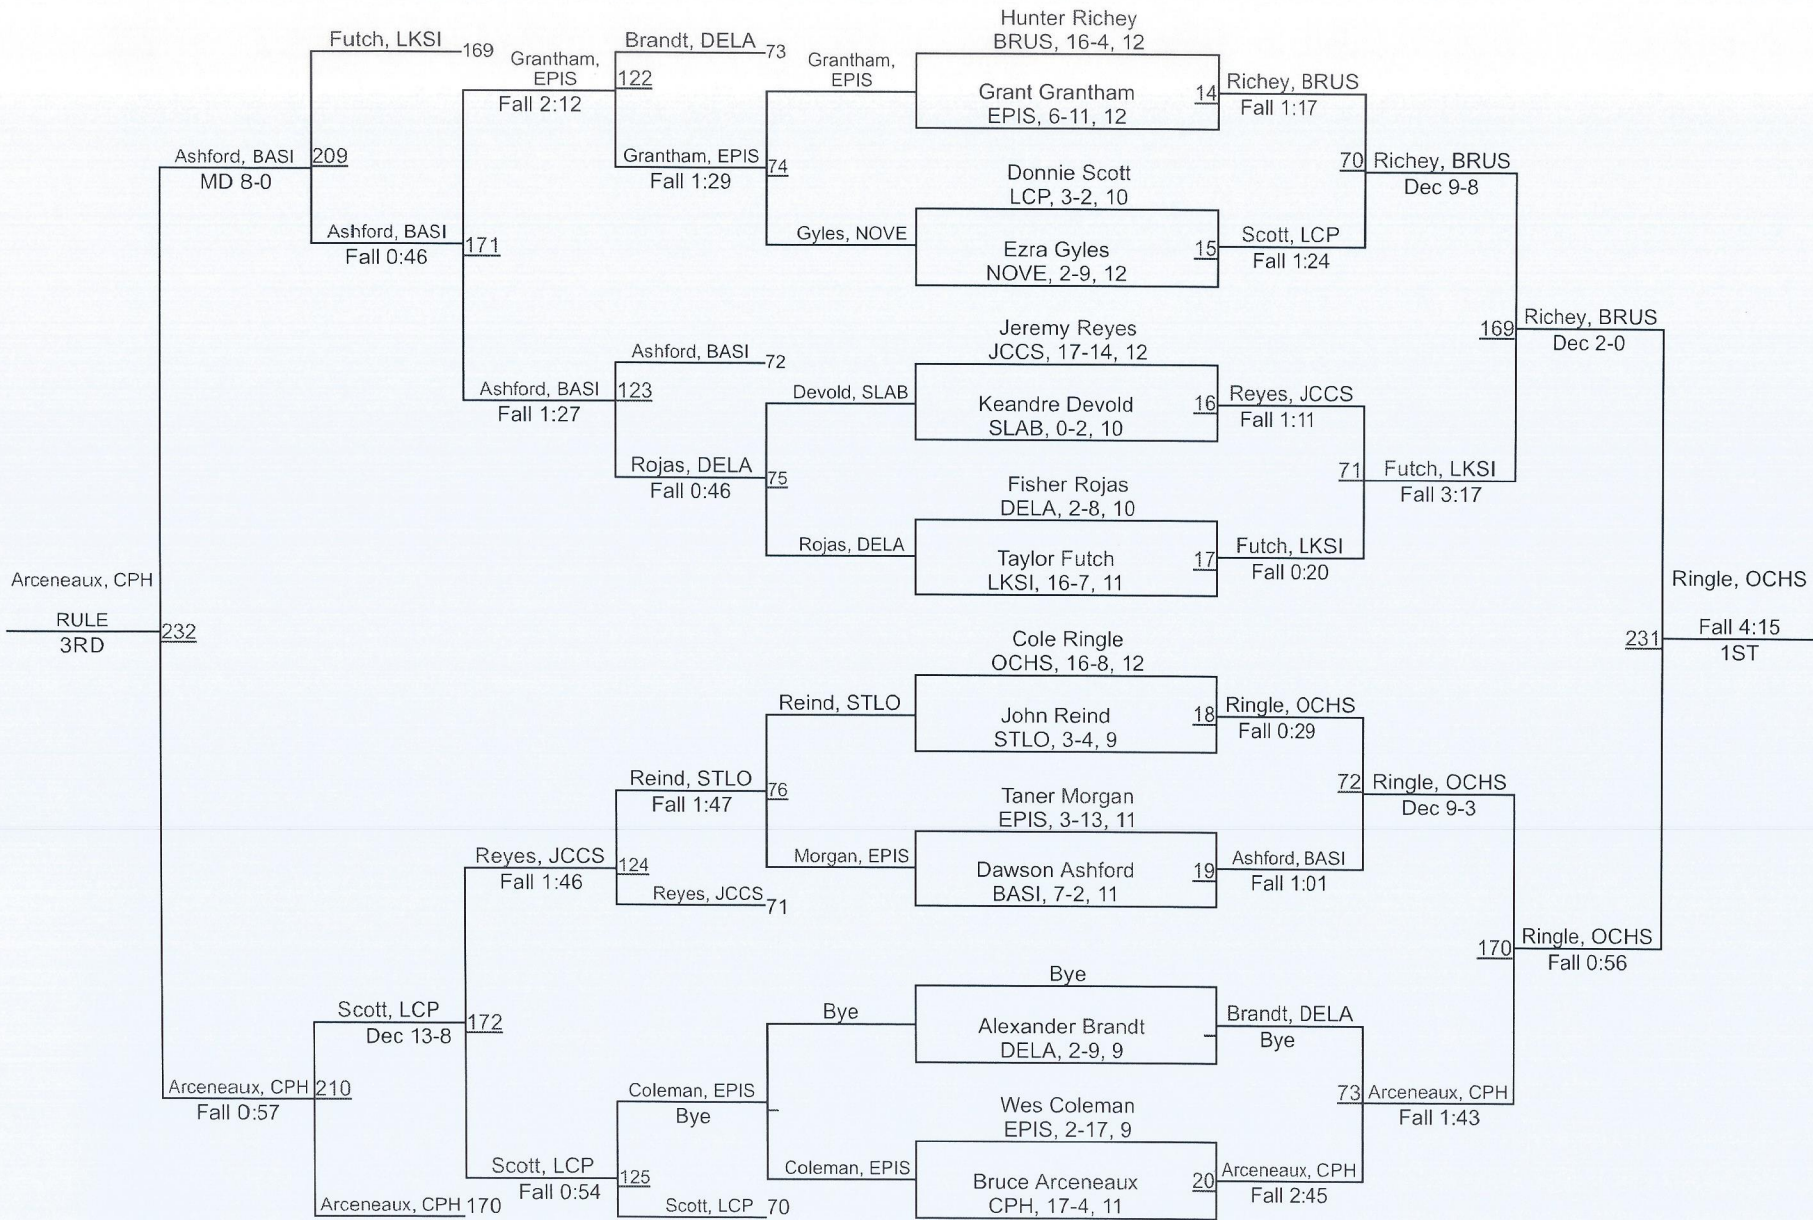 Hunter Richey
BRUS, 16-4, 12
Futch, LKSI 169
Brandt, DELA 73
Grantham,
EPIS
122
Fall 2:12
Grantham,
EPIS
Grant Grantham
EPIS, 6-11, 12
14
Richey, BRUS
Fall 1:17
Ashford, BASI 209
MD 8-0
Grantham, EPIS 74
Fall 1:29
Donnie Scott
LCP, 3-2, 10
70 Richey, BRUS
Dec 9-8
Ashford, BASI 171
Fall 0:46
Gyles, NOVE
Ezra Gyles
NOVE, 2-9, 12
15
Scott, LCP
Fall 1:24
Jeremy Reyes
JCCS, 17-14, 12
169 Richey, BRUS
Dec 2-0
Ashford, BASI 72
Ashford, BASI 123
Fall 1:27
Devold, SLAB
Keandre Devold
SLAB, 0-2, 10
16
Reyes, JCCS
Fall 1:11
Rojas, DELA 75
Fall 0:46
Fisher Rojas
DELA, 2-8, 10
71 Futch, LKSI
Fall 3:17
Rojas, DELA
Taylor Futch
LKSI, 16-7, 11
17
Futch, LKSI
Fall 0:20
Arceneaux, CPH
RULE
3RD
232
Ringle, OCHS
231
Fall 4:15
1ST
Cole Ringle
OCHS, 16-8, 12
Reind, STLO
John Reind
STLO, 3-4, 9
18
Ringle, OCHS
Fall 0:29
Reind, STLO 76
Fall 1:47
Taner Morgan
EPIS, 3-13, 11
72 Ringle, OCHS
Dec 9-3
Reyes, JCCS 124
Fall 1:46
Morgan, EPIS
Dawson Ashford
BASI, 7-2, 11
19
Ashford, BASI
Fall 1:01
Reyes, JCCS 71
170 Ringle, OCHS
Fall 0:56
Bye
Scott, LCP 172
Dec 13-8
Bye
Alexander Brandt
DELA, 2-9, 9
Brandt, DELA
Bye
Arceneaux, CPH 210
Fall 0:57
Coleman, EPIS
Bye
Wes Coleman
EPIS, 2-17, 9
73 Arceneaux, CPH
Fall 1:43
Scott, LCP 125
Fall 0:54
Coleman, EPIS
Bruce Arceneaux
CPH, 17-4, 11
20
Arceneaux, CPH
Fall 2:45
Arceneaux, CPH 170
Scott, LCP 70